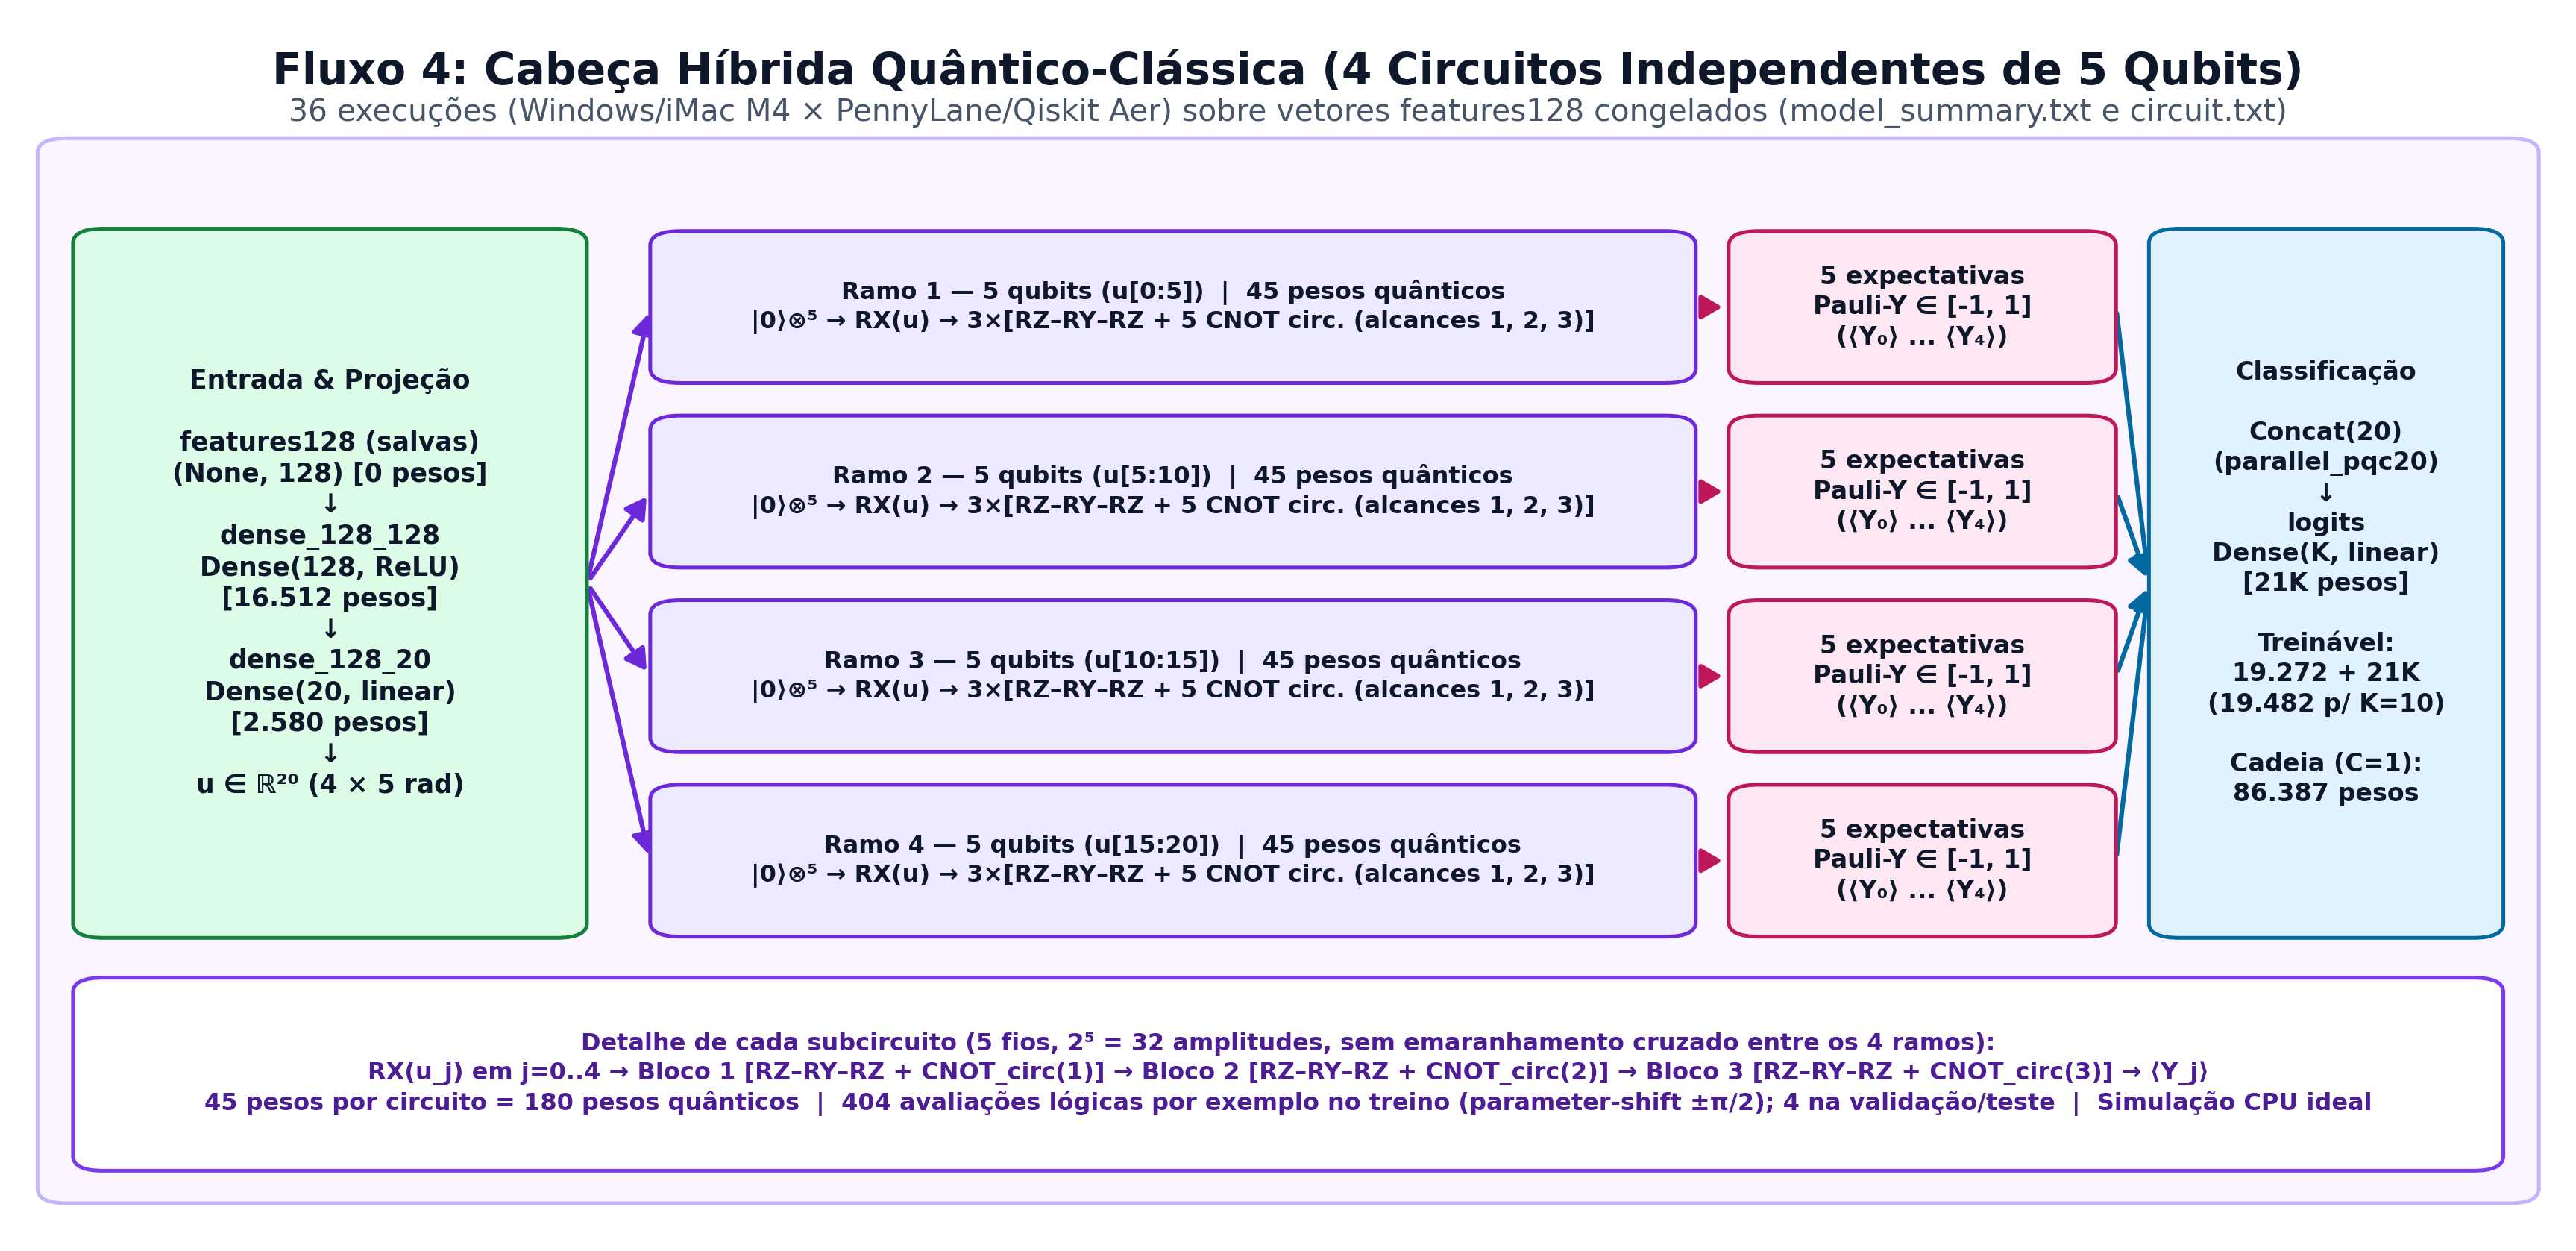 Fluxo 4: Cabeça Híbrida Quântico-Clássica (4 Circuitos Independentes de 5 Qubits)
36 execuções (Windows/iMac M4 × PennyLane/Qiskit Aer) sobre vetores features128 congelados (model_summary.txt e circuit.txt)
Entrada & Projeção
features128 (salvas)
(None, 128) [0 pesos]
↓
dense_128_128
Dense(128, ReLU)
[16.512 pesos]
↓
dense_128_20
Dense(20, linear)
[2.580 pesos]
↓
u ∈ ℝ²⁰ (4 × 5 rad)
Ramo 1 — 5 qubits (u[0:5]) | 45 pesos quânticos
|0⟩⊗⁵ → RX(u) → 3×[RZ–RY–RZ + 5 CNOT circ. (alcances 1, 2, 3)]
5 expectativas
Pauli-Y ∈ [-1, 1]
(⟨Y₀⟩ ... ⟨Y₄⟩)
Ramo 2 — 5 qubits (u[5:10]) | 45 pesos quânticos
|0⟩⊗⁵ → RX(u) → 3×[RZ–RY–RZ + 5 CNOT circ. (alcances 1, 2, 3)]
5 expectativas
Pauli-Y ∈ [-1, 1]
(⟨Y₀⟩ ... ⟨Y₄⟩)
Ramo 3 — 5 qubits (u[10:15]) | 45 pesos quânticos
|0⟩⊗⁵ → RX(u) → 3×[RZ–RY–RZ + 5 CNOT circ. (alcances 1, 2, 3)]
5 expectativas
Pauli-Y ∈ [-1, 1]
(⟨Y₀⟩ ... ⟨Y₄⟩)
Ramo 4 — 5 qubits (u[15:20]) | 45 pesos quânticos
|0⟩⊗⁵ → RX(u) → 3×[RZ–RY–RZ + 5 CNOT circ. (alcances 1, 2, 3)]
5 expectativas
Pauli-Y ∈ [-1, 1]
(⟨Y₀⟩ ... ⟨Y₄⟩)
Classificação
Concat(20)
(parallel_pqc20)
↓
logits
Dense(K, linear)
[21K pesos]
Treinável:
19.272 + 21K
(19.482 p/ K=10)
Cadeia (C=1):
86.387 pesos
Detalhe de cada subcircuito (5 fios, 2⁵ = 32 amplitudes, sem emaranhamento cruzado entre os 4 ramos):
RX(u_j) em j=0..4 → Bloco 1 [RZ–RY–RZ + CNOT_circ(1)] → Bloco 2 [RZ–RY–RZ + CNOT_circ(2)] → Bloco 3 [RZ–RY–RZ + CNOT_circ(3)] → ⟨Y_j⟩
45 pesos por circuito = 180 pesos quânticos | 404 avaliações lógicas por exemplo no treino (parameter-shift ±π/2); 4 na validação/teste | Simulação CPU ideal